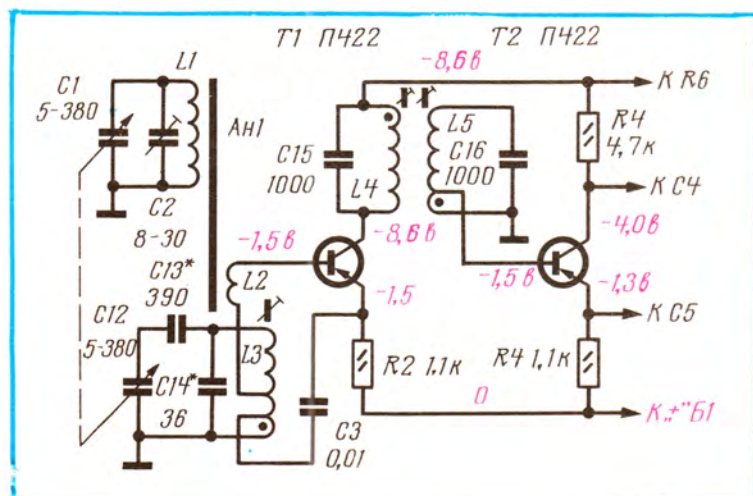 T1 П422
T2 П422
-8,6в
L1
C1
5-380
АН1
К R6
R4
4,7к
C15
1000
L4
L5
C16
1000
К С4
C2
8-30
-1,5в
-8,6в
-4,0в
C13*
390
L2
-1,5
-1,5в
-1,3в
C12
5-380
L3
К С5
C14*
36
R2 1,1к
R4 1,1к
0
C3
0,01
К„+"Б1